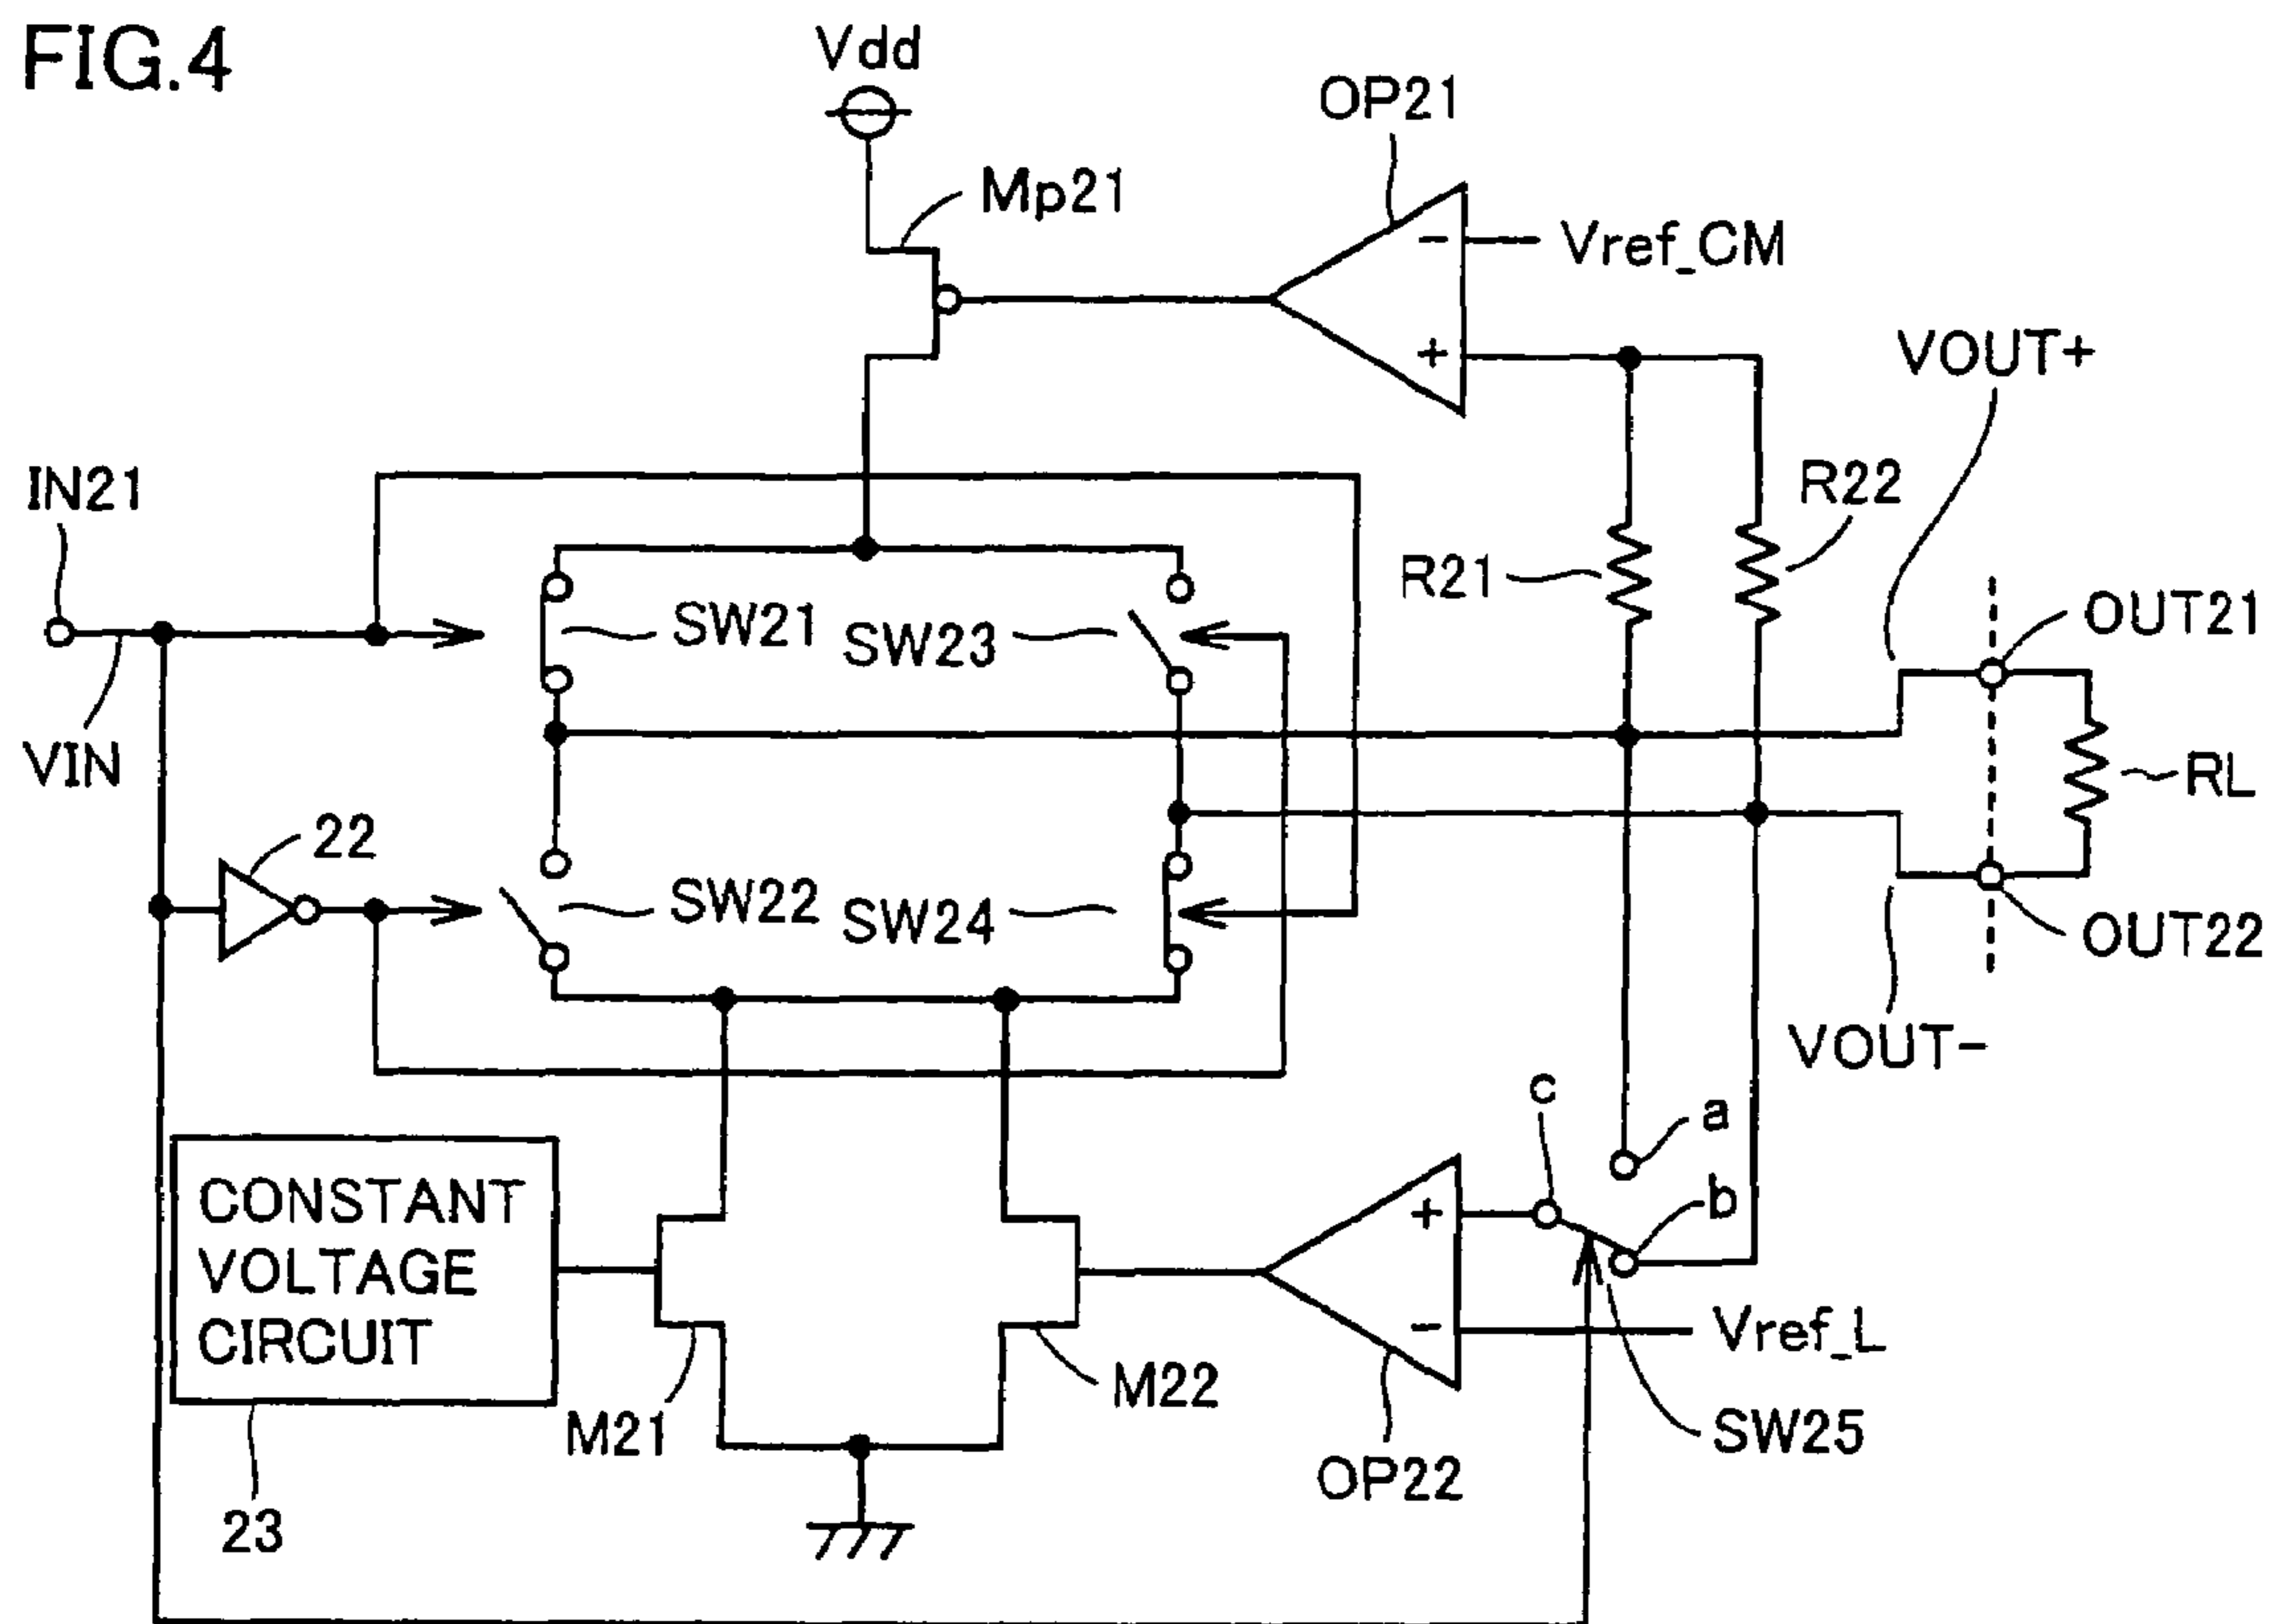 FIG.4
Vdd
OP21
Mp21
-
Vref_CM
+
VOUT+
IN21
R22
R21
SW21
SW23
OUT21
VIN
RL
22
SW22
SW24
OUT22
VOUT-
c
a
b
CONSTANT
VOLTAGE
CIRCUIT
+
-
Vref_L
M21
M22
SW25
OP22
23